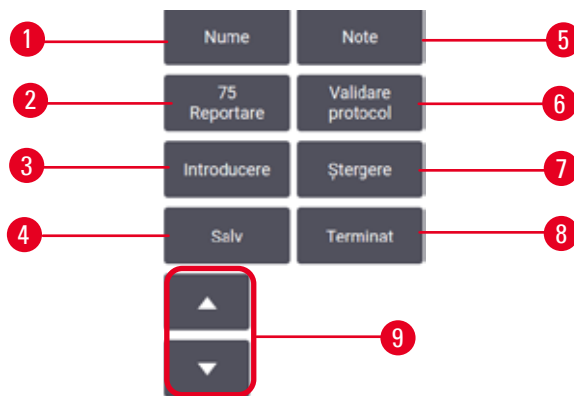 1 Nume Note 5
2 75 Reportare Validare protocol 6
3 Introducere Ștergere 7
4 Salv Terminat 8
9